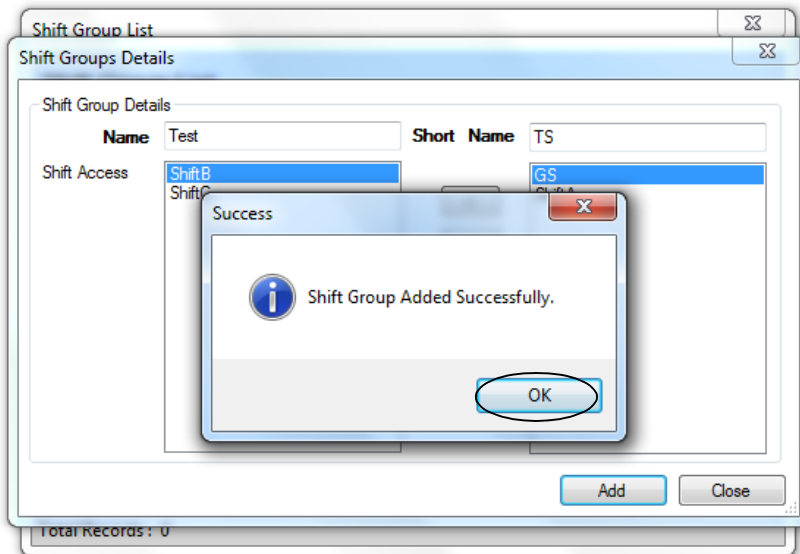 Shift Group List
Shift Groups Details
Shift Group Details
Name Test Short Name TS
Shift Access ShiftB GS
Success
Shift Group Added Successfully.
OK
Add Close
Total Records : 0